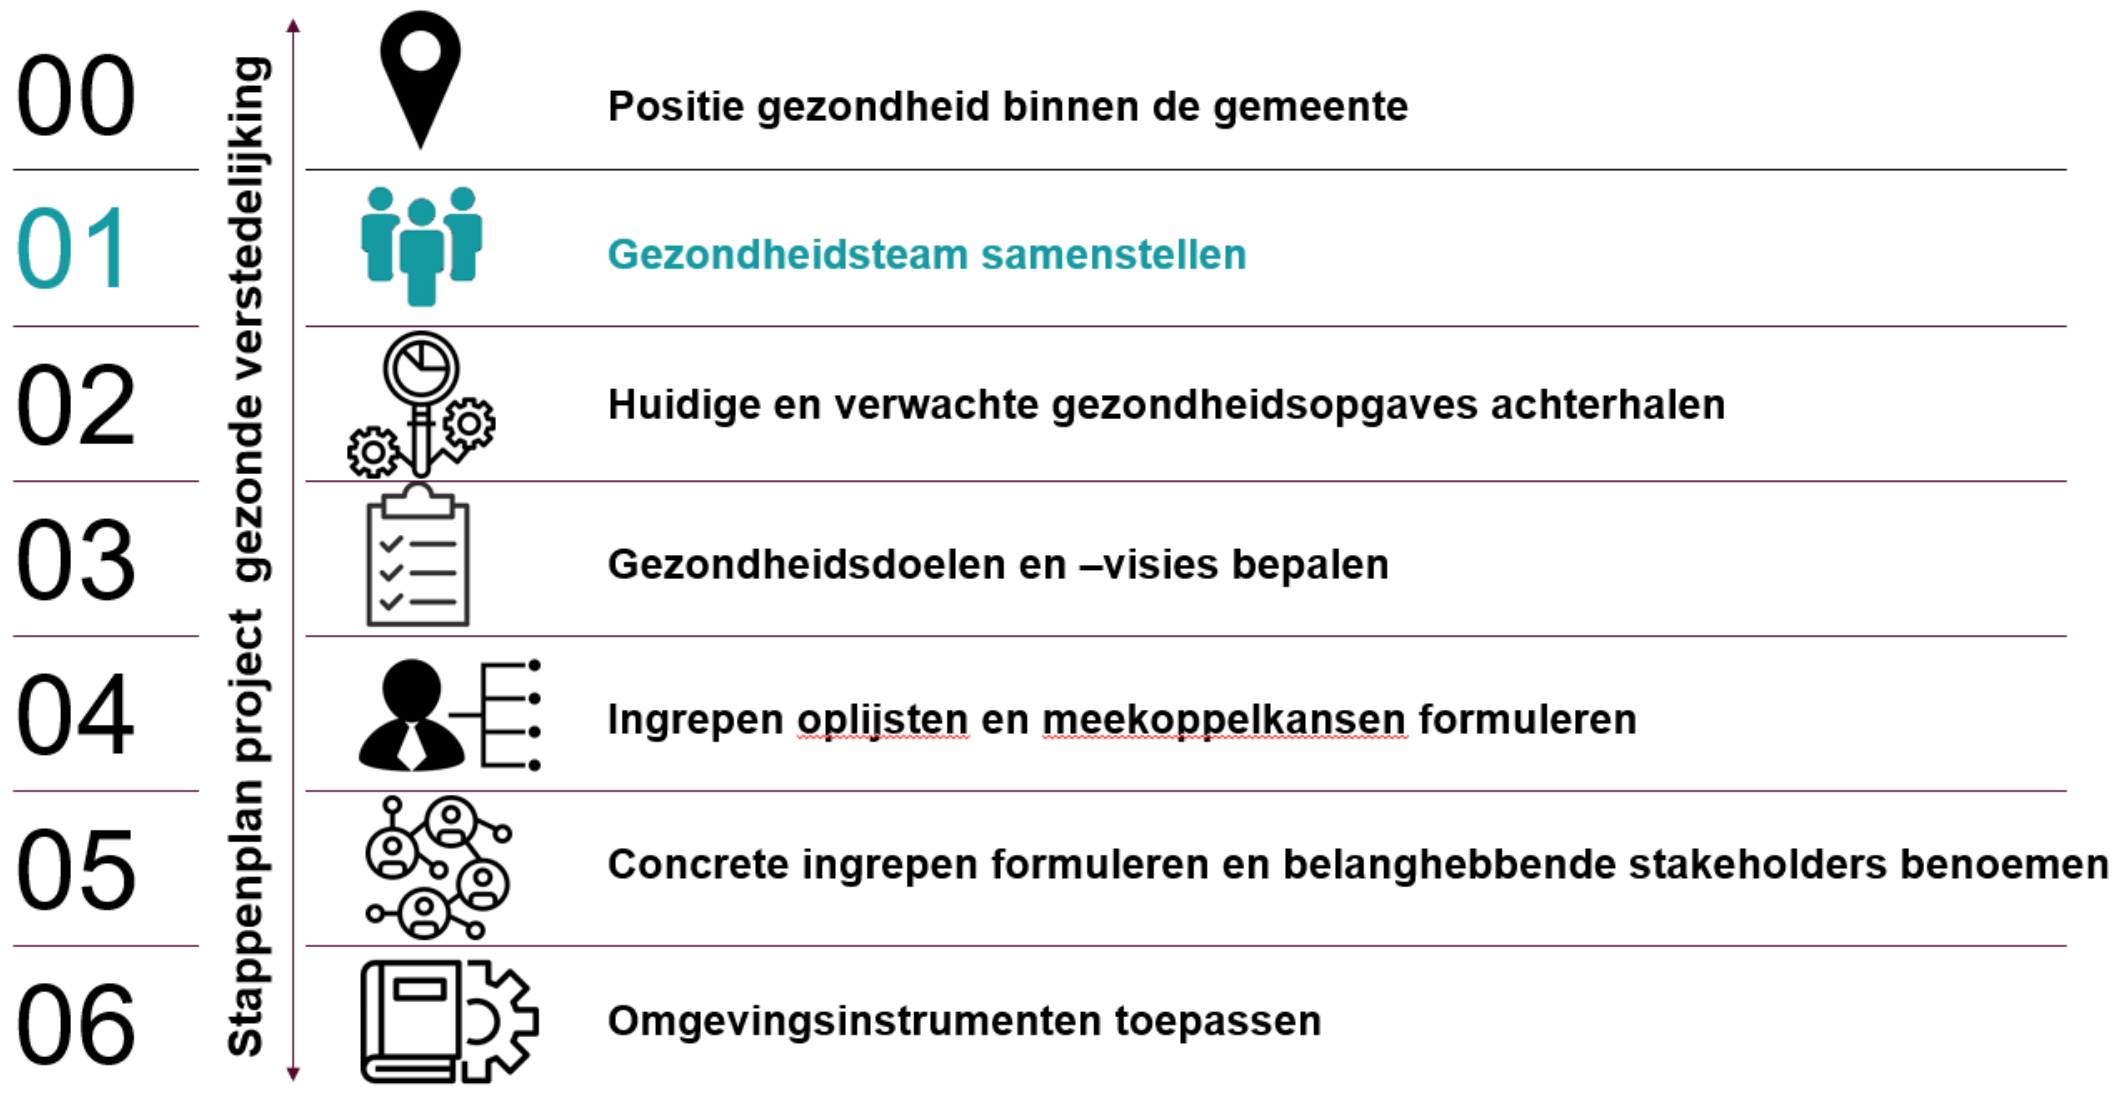 00
Positie gezondheid binnen de gemeente
01
Gezondheidsteam samenstellen
02
Huidige en verwachte gezondheidsopgaves achterhalen
03
Gezondheidsdoelen en –visies bepalen
04
Ingrepen oplijsten en meekoppelkansen formuleren
05
Concrete ingrepen formuleren en belanghebbende stakeholders benoemen
06
Omgevingsinstrumenten toepassen
Stappenplan project gezonde verstedelijking